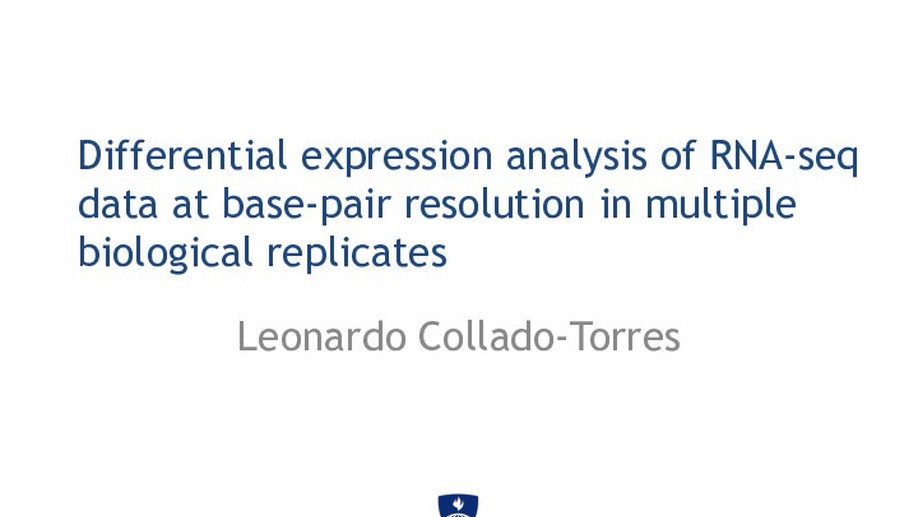 Differential expression analysis of RNA-seq
data at base-pair resolution in multiple
biological replicates
Leonardo Collado-Torres